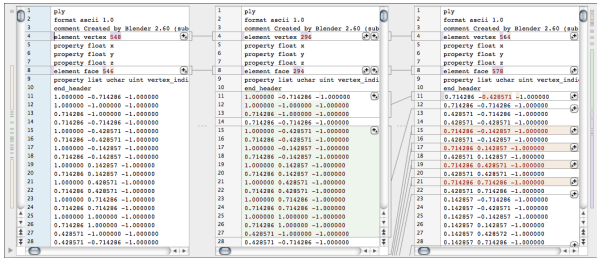 1 ply
2 format ascii 1.0
3 comment Created by Blender 2.60 (sub
4 element vertex 548
5 property float x
6 property float y
7 property float z
8 element face 546
9 property list uchar uint vertex_indi
10 end_header
11 1.000000 -0.714286 -1.000000
12 1.000000 -1.000000 -1.000000
13 0.714286 -1.000000 -1.000000
14 0.714286 -0.714286 -1.000000
15 1.000000 -0.428571 -1.000000
16 0.714286 -0.428571 -1.000000
17 1.000000 -0.142857 -1.000000
18 0.714286 -0.142857 -1.000000
19 1.000000 0.142857 -1.000000
20 0.714286 0.142857 -1.000000
21 1.000000 0.428571 -1.000000
22 0.714286 0.428571 -1.000000
23 1.000000 0.714286 -1.000000
24 0.714286 0.714286 -1.000000
25 1.000000 1.000000 -1.000000
26 0.714286 1.000000 -1.000000
27 0.428571 -1.000000 -1.000000
28 0.428571 -0.714286 -1.000000
1 ply
2 format ascii 1.0
3 comment Created by Blender 2.60 (sub
4 element vertex 296
5 property float x
6 property float y
7 property float z
8 element face 294
9 property list uchar uint vertex_indi
10 end_header
11 1.000000 -0.714286 -1.000000
12 1.000000 -1.000000 -1.000000
13 0.714286 -1.000000 -1.000000
14 0.714286 -0.714286 -1.000000
15 1.000000 -0.428571 -1.000000
16 0.714286 -0.428571 -1.000000
17 1.000000 -0.142857 -1.000000
18 0.714286 -0.142857 -1.000000
19 1.000000 0.142857 -1.000000
20 0.714286 0.142857 -1.000000
21 1.000000 0.428571 -1.000000
22 0.714286 0.428571 -1.000000
23 1.000000 0.714286 -1.000000
24 0.714286 0.714286 -1.000000
25 1.000000 1.000000 -1.000000
26 0.714286 1.000000 -1.000000
27 0.428571 -1.000000 -1.000000
28 0.428571 -0.714286 -1.000000
1 ply
2 format ascii 1.0
3 comment Created by Blender 2.60 (sub
4 element vertex 564
5 property float x
6 property float y
7 property float z
8 element face 578
9 property list uchar uint vertex_indi
10 end_header
11 0.714286 -0.428571 -1.000000
12 0.714286 -0.714286 -1.000000
13 0.428571 -0.714286 -1.000000
14 0.428571 -0.428571 -1.000000
15 0.714286 -0.142857 -1.000000
16 0.428571 -0.142857 -1.000000
17 0.714286 0.142857 -1.000000
18 0.428571 0.142857 -1.000000
19 0.714286 0.428571 -1.000000
20 0.428571 0.428571 -1.000000
21 0.714286 0.714286 -1.000000
22 0.428571 0.714286 -1.000000
23 0.142857 -0.714286 -1.000000
24 0.142857 -0.428571 -1.000000
25 0.142857 -0.142857 -1.000000
26 0.142857 0.142857 -1.000000
27 0.142857 0.428571 -1.000000
28 0.142857 0.714286 -1.000000